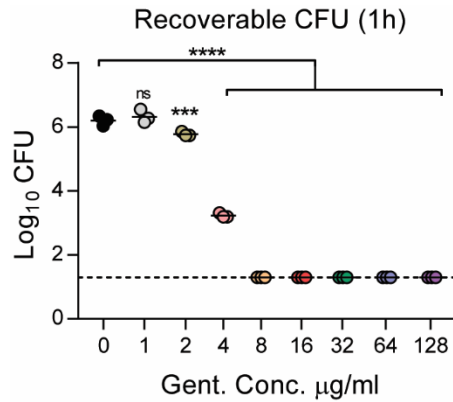 Recoverable CFU (1h)
****
8
ns
***
6
4
2
0
Log₁₀ CFU
0 1 2 4 8 16 32 64 128
Gent. Conc. μg/ml